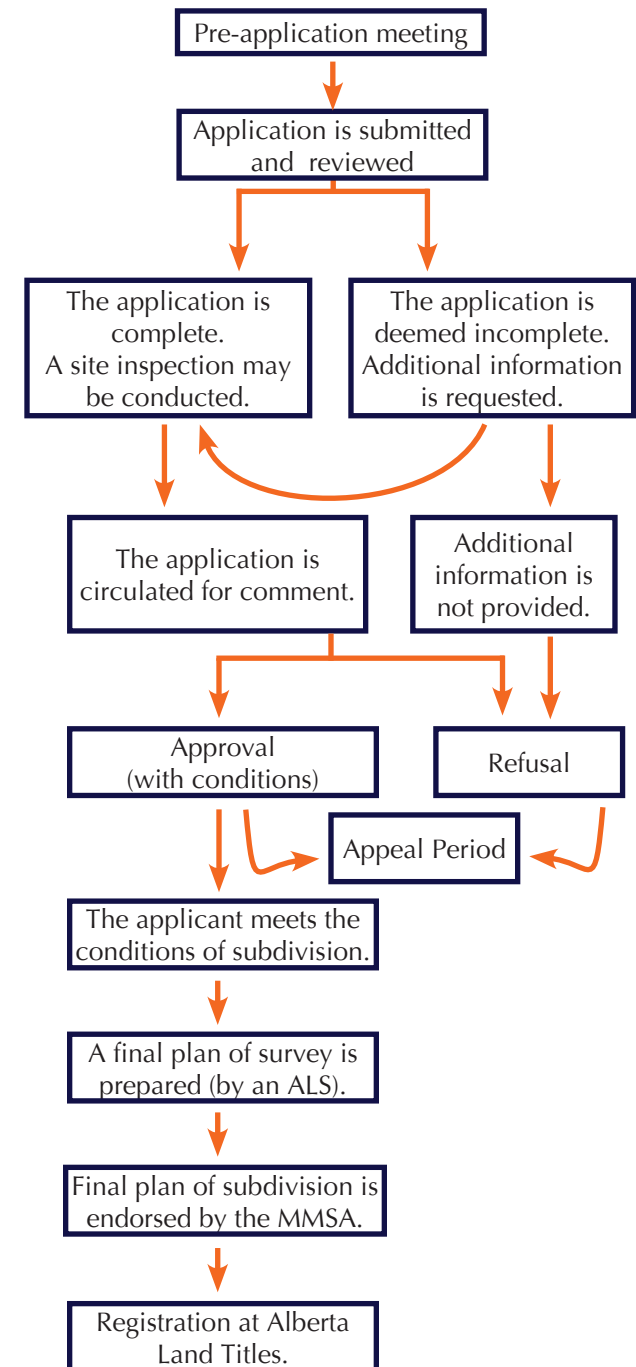 Pre-application meeting
Application is submitted
and reviewed
The application is
complete.
A site inspection may
be conducted.
The application is
deemed incomplete.
Additional information
is requested.
The application is
circulated for comment.
Additional
information is
not provided.
Approval
(with conditions)
Refusal
Appeal Period
The applicant meets the
conditions of subdivision.
A final plan of survey is
prepared (by an ALS).
Final plan of subdivision is
endorsed by the MMSA.
Registration at Alberta
Land Titles.